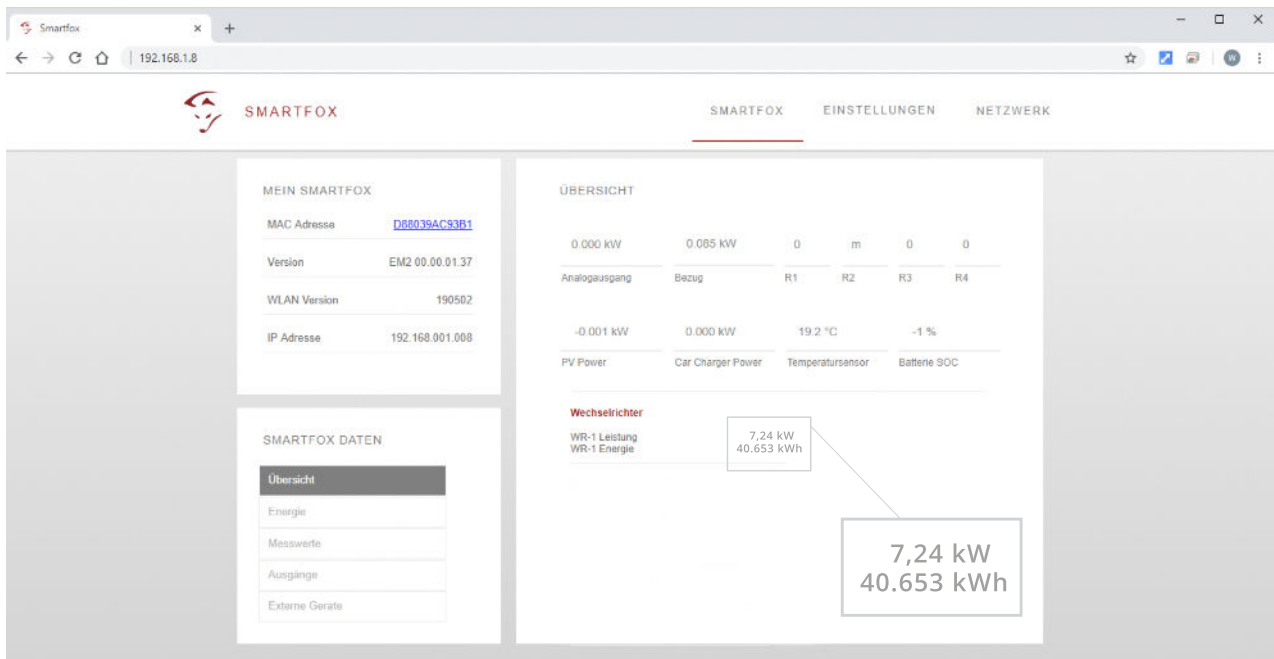 Smartfox
192.168.1.8
W
SMARTFOX
SMARTFOX EINSTELLUNGEN NETZWERK
MEIN SMARTFOX
MAC Adresse D88039AC93B1
Version EM2 00.00.01.37
WLAN Version 190502
IP Adresse 192.168.001.008
SMARTFOX DATEN
Übersicht
Energie
Messwerte
Ausgänge
Externe Geräte
ÜBERSICHT
0.000 kW 0.085 kW 0 m 0 0
Analogausgang Bezug R1 R2 R3 R4
-0.001 kW 0.000 kW 19.2 °C -1 %
PV Power Car Charger Power Temperatursensor Batterie SOC
Wechselrichter
WR-1 Leistung 7,24 kW
WR-1 Energie 40.653 kWh
7,24 kW
40.653 kWh